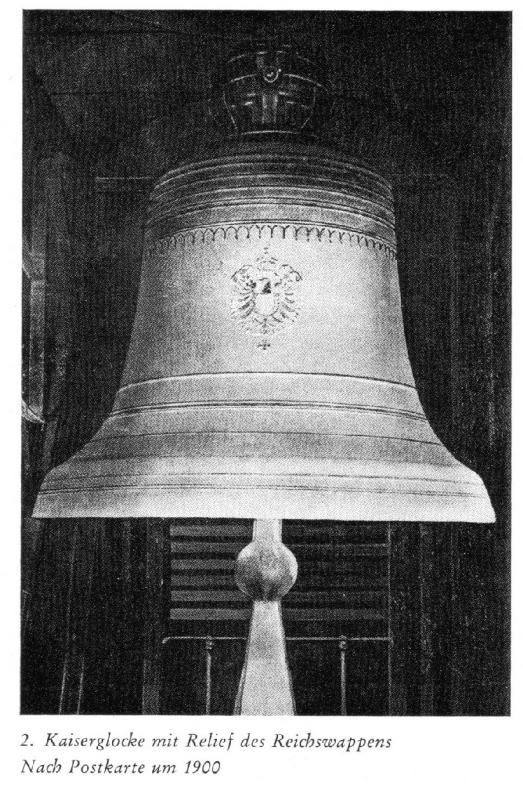 2. Kaiserglocke mit Relief des Reichswappens
Nach Postkarte um 1900